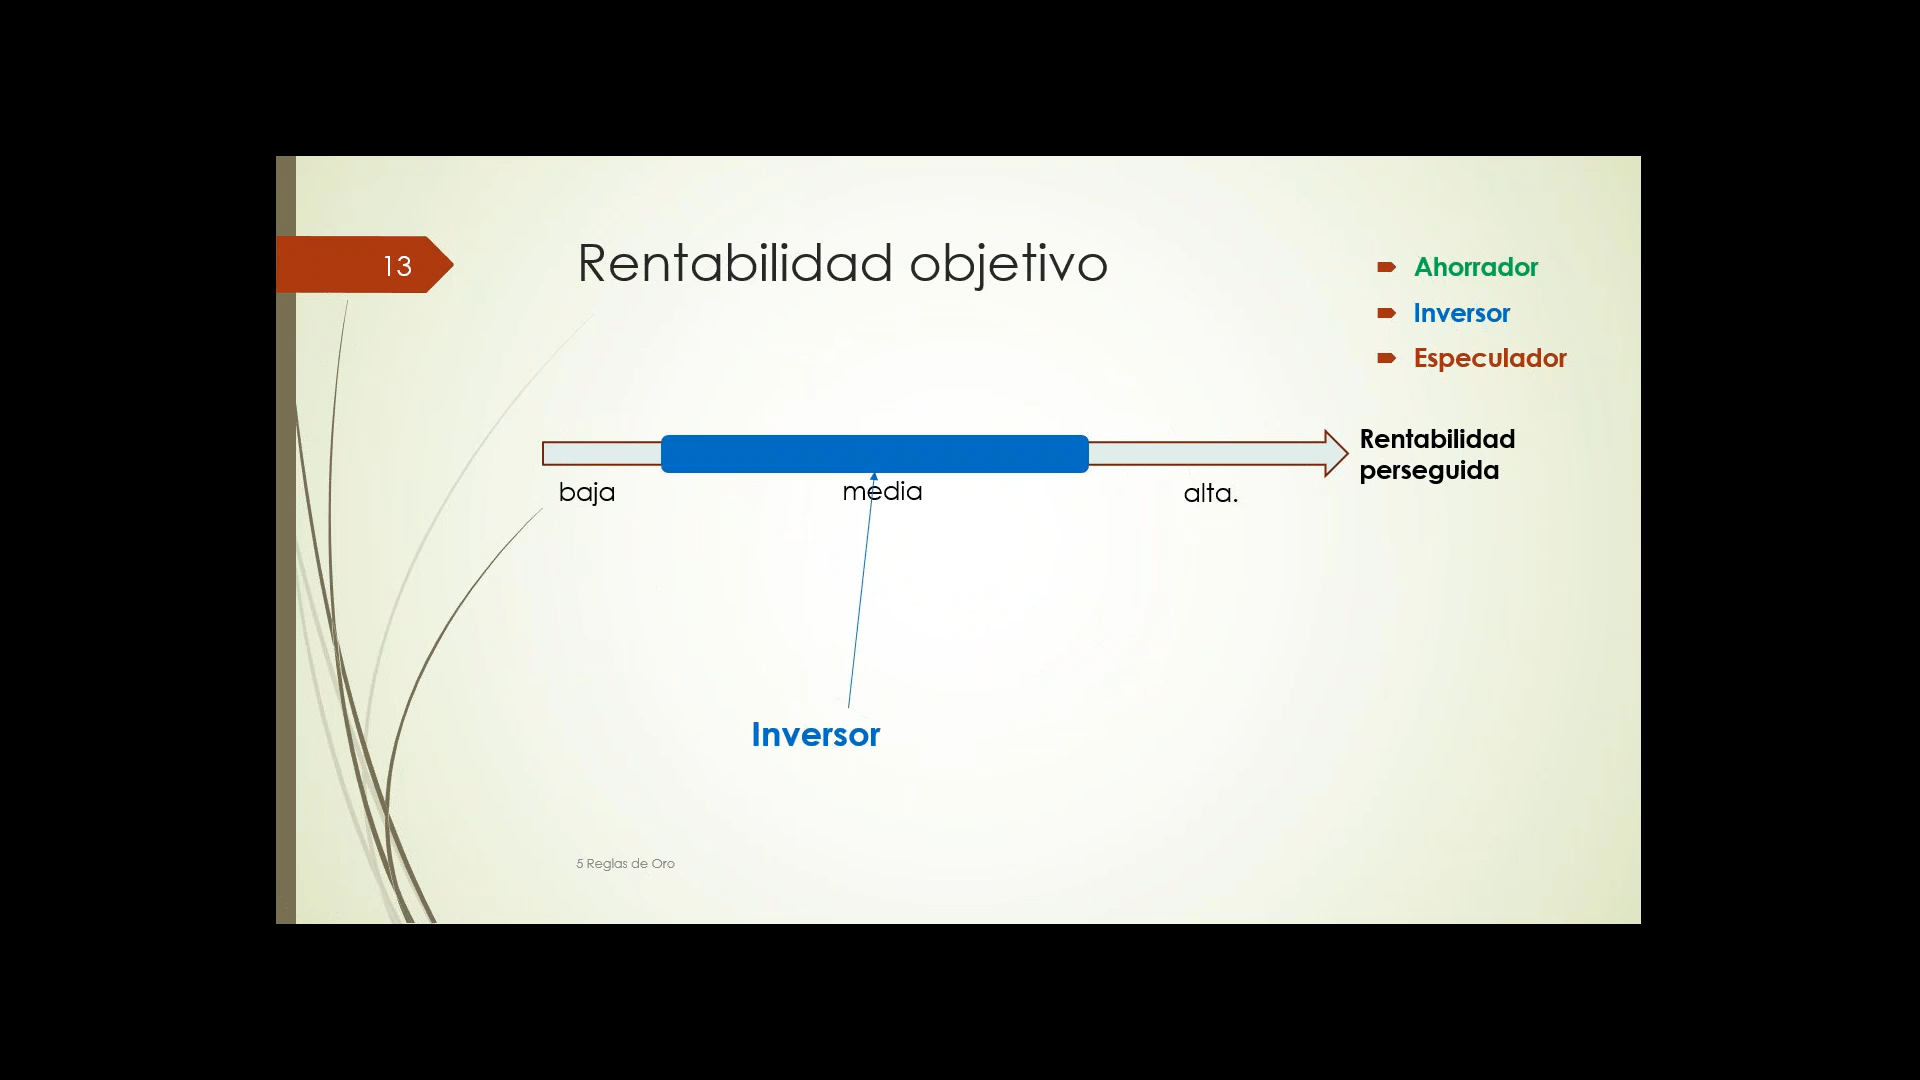 13
Rentabilidad objetivo
Ahorrador
Inversor
Especulador
Rentabilidad
perseguida
baja
media
alta.
Inversor
5 Reglas de Oro